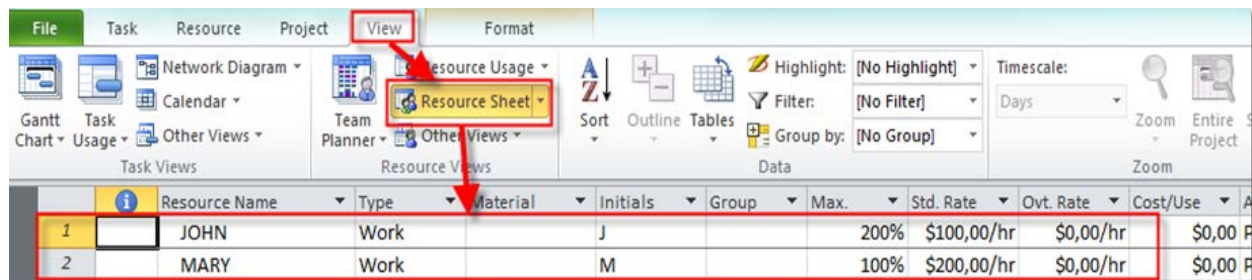 File Task Resource Project View Format
Network Diagram Resource Usage Highlight: [No Highlight] Timescale:
Calendar Resource Sheet Filter: [No Filter] Days
Gantt Chart Task Usage Other Views Team Planner Other Views Sort Outline Tables Group by: [No Group] Zoom Entire Project
Task Views Resource Views Data Zoom
Resource Name Type Material Initials Group Max. Std. Rate Ovt. Rate Cost/Use A
1 JOHN Work J 200% $100,00/hr $0,00/hr $0,00 P
2 MARY Work M 100% $200,00/hr $0,00/hr $0,00 P